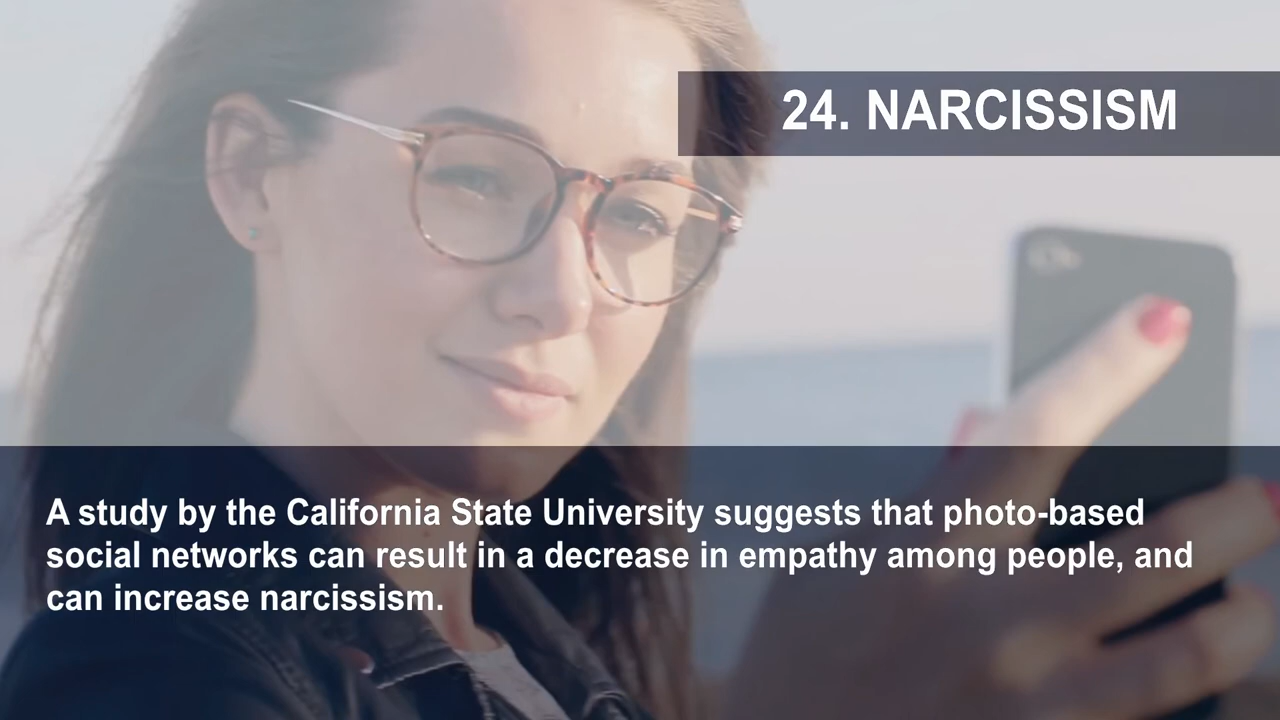 24. NARCISSISM
A study by the California State University suggests that photo-based
social networks can result in a decrease in empathy among people, and
can increase narcissism.